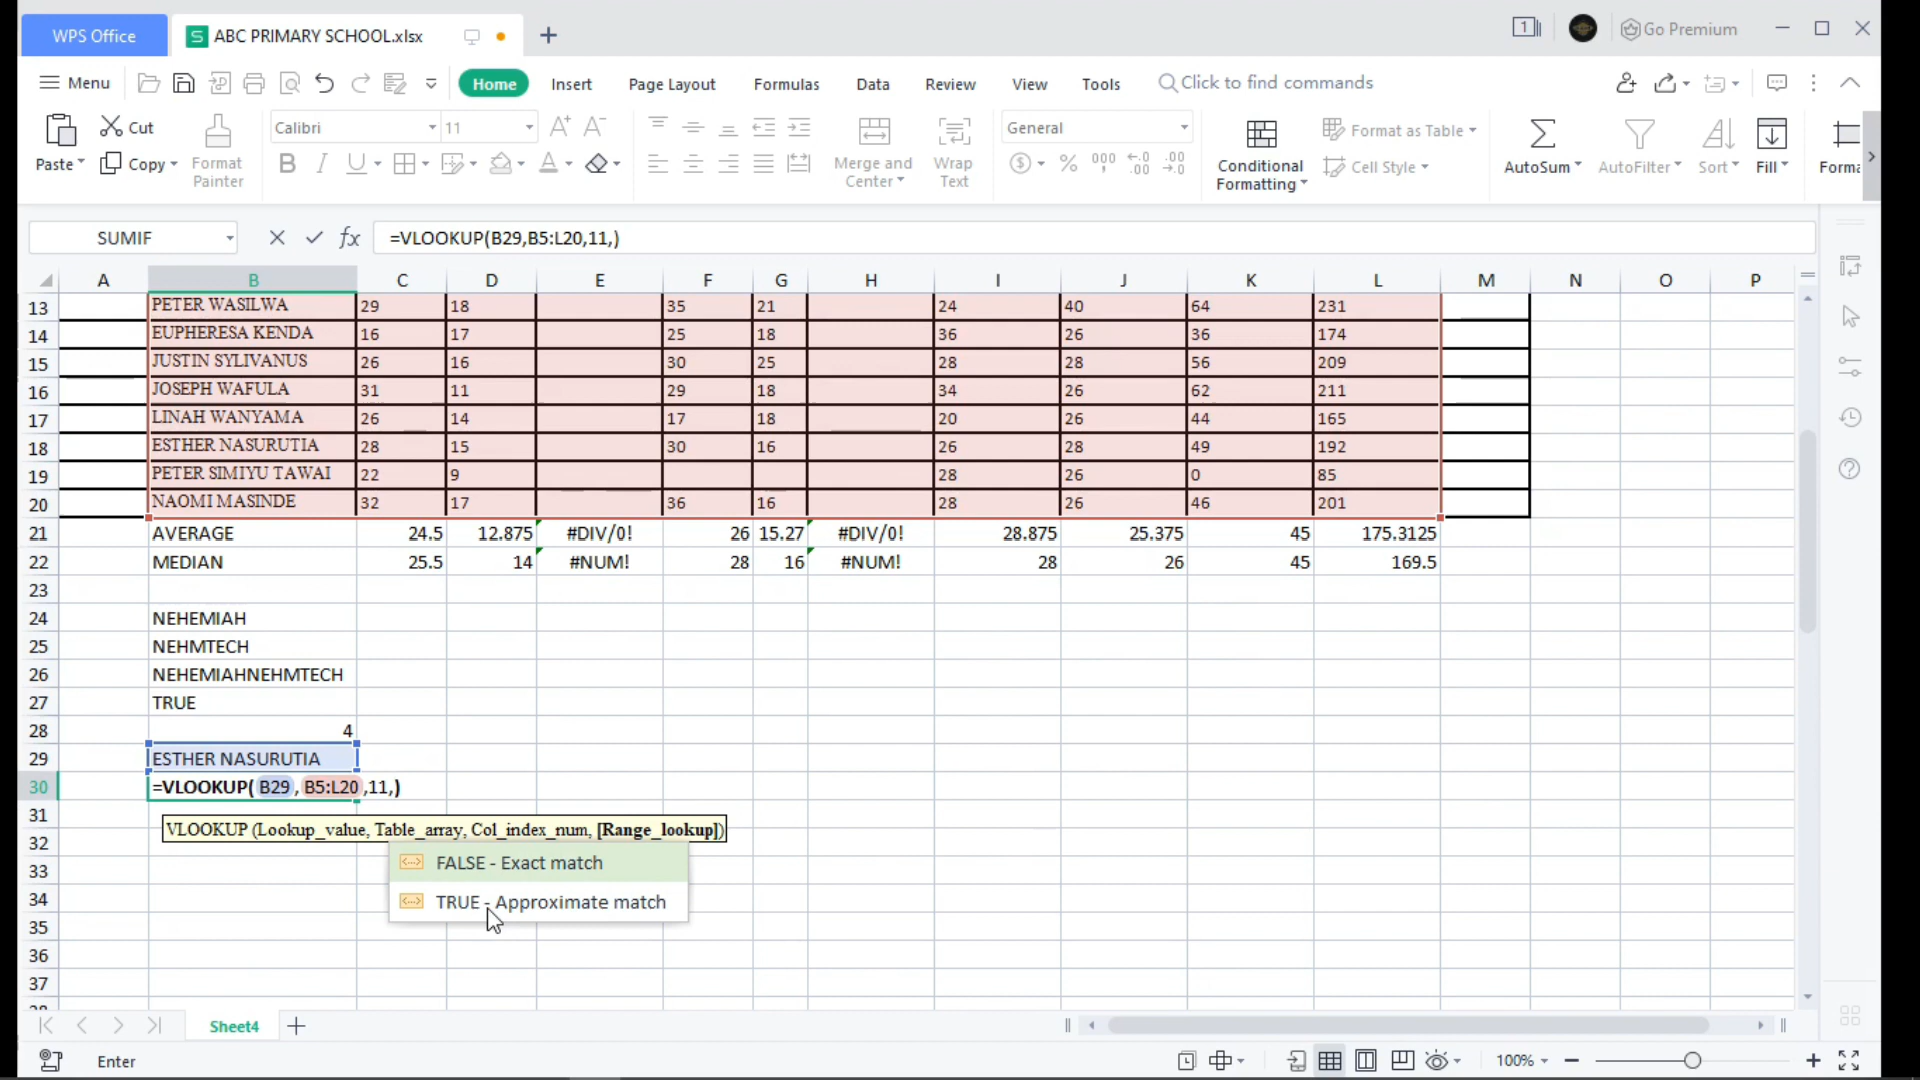 WPS Office ABC PRIMARY SCHOOL.xlsx 1 Go Premium
Menu Home Insert Page Layout Formulas Data Review View Tools Click to find commands
Paste Cut Copy Format Painter Calibri 11 A+ A- B I U A Merge and Center Wrap Text General $ % 000 .00 .00 Conditional Formatting Format as Table Cell Style AutoSum AutoFilter Sort Fill Forma
SUMIF fx =VLOOKUP(B29,B5:L20,11,)
A B C D E F G H I J K L M N O P
13 PETER WASILWA 29 18 35 21 24 40 64 231
14 EUPHERESA KENDA 16 17 25 18 36 26 36 174
15 JUSTIN SYLIVANUS 26 16 30 25 28 28 56 209
16 JOSEPH WAFULA 31 11 29 18 34 26 62 211
17 LINAH WANYAMA 26 14 17 18 20 26 44 165
18 ESTHER NASURUTIA 28 15 30 16 26 28 49 192
19 PETER SIMIYU TAWAI 22 9 28 26 0 85
20 NAOMI MASINDE 32 17 36 16 28 26 46 201
21 AVERAGE 24.5 12.875 #DIV/0! 26 15.27 #DIV/0! 28.875 25.375 45 175.3125
22 MEDIAN 25.5 14 #NUM! 28 16 #NUM! 28 26 45 169.5
23
24 NEHEMIAH
25 NEHMTECH
26 NEHEMIAHNEHMTECH
27 TRUE
28 4
29 ESTHER NASURUTIA
30 =VLOOKUP( B29 , B5:L20 ,11,)
31
VLOOKUP (Lookup_value, Table_array, Col_index_num, [Range_lookup])
32
33 FALSE - Exact match
34 TRUE - Approximate match
35
36
37
Sheet4
Enter 100%